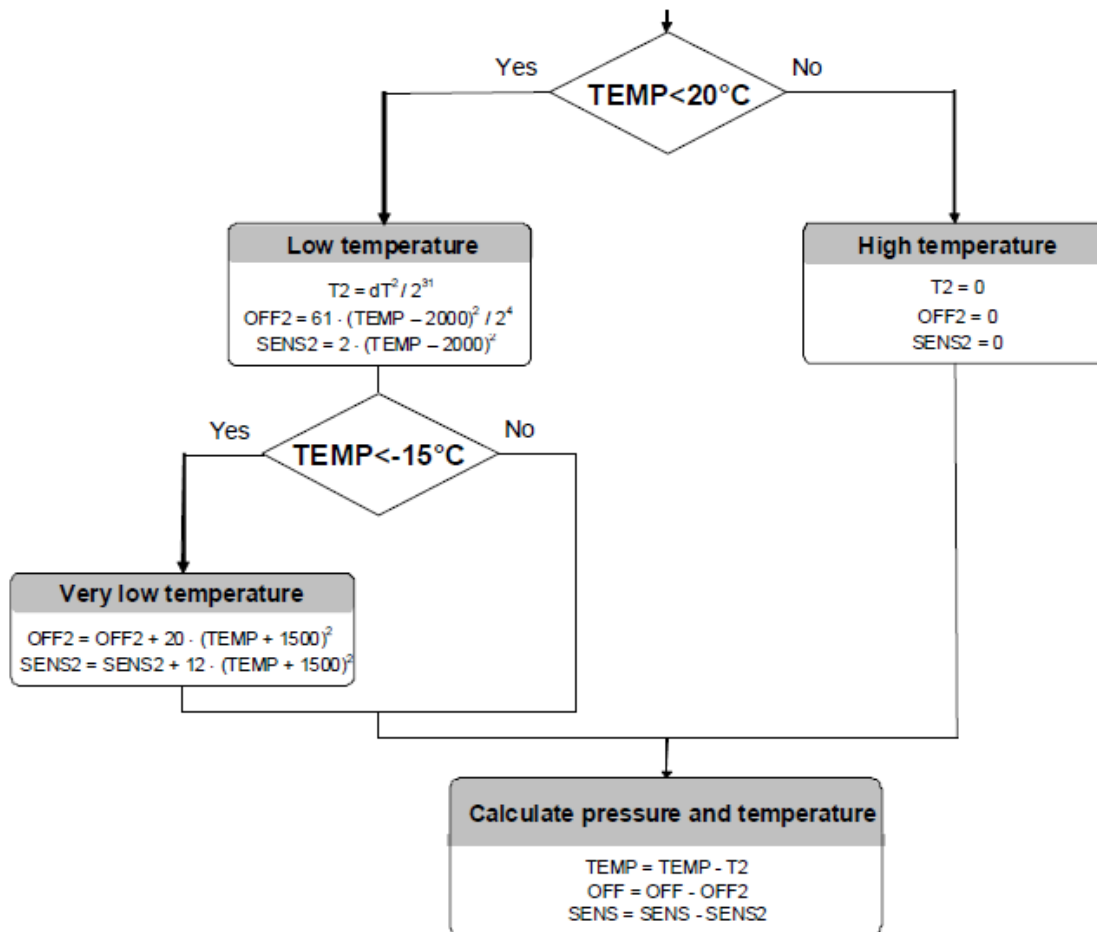 Yes
TEMP<20°C
No
Low temperature
T2 = dT² / 2³¹
OFF2 = 61 · (TEMP – 2000)² / 2⁴
SENS2 = 2 · (TEMP – 2000)²
High temperature
T2 = 0
OFF2 = 0
SENS2 = 0
Yes
TEMP<-15°C
No
Very low temperature
OFF2 = OFF2 + 20 · (TEMP + 1500)²
SENS2 = SENS2 + 12 · (TEMP + 1500)²
Calculate pressure and temperature
TEMP = TEMP - T2
OFF = OFF - OFF2
SENS = SENS - SENS2